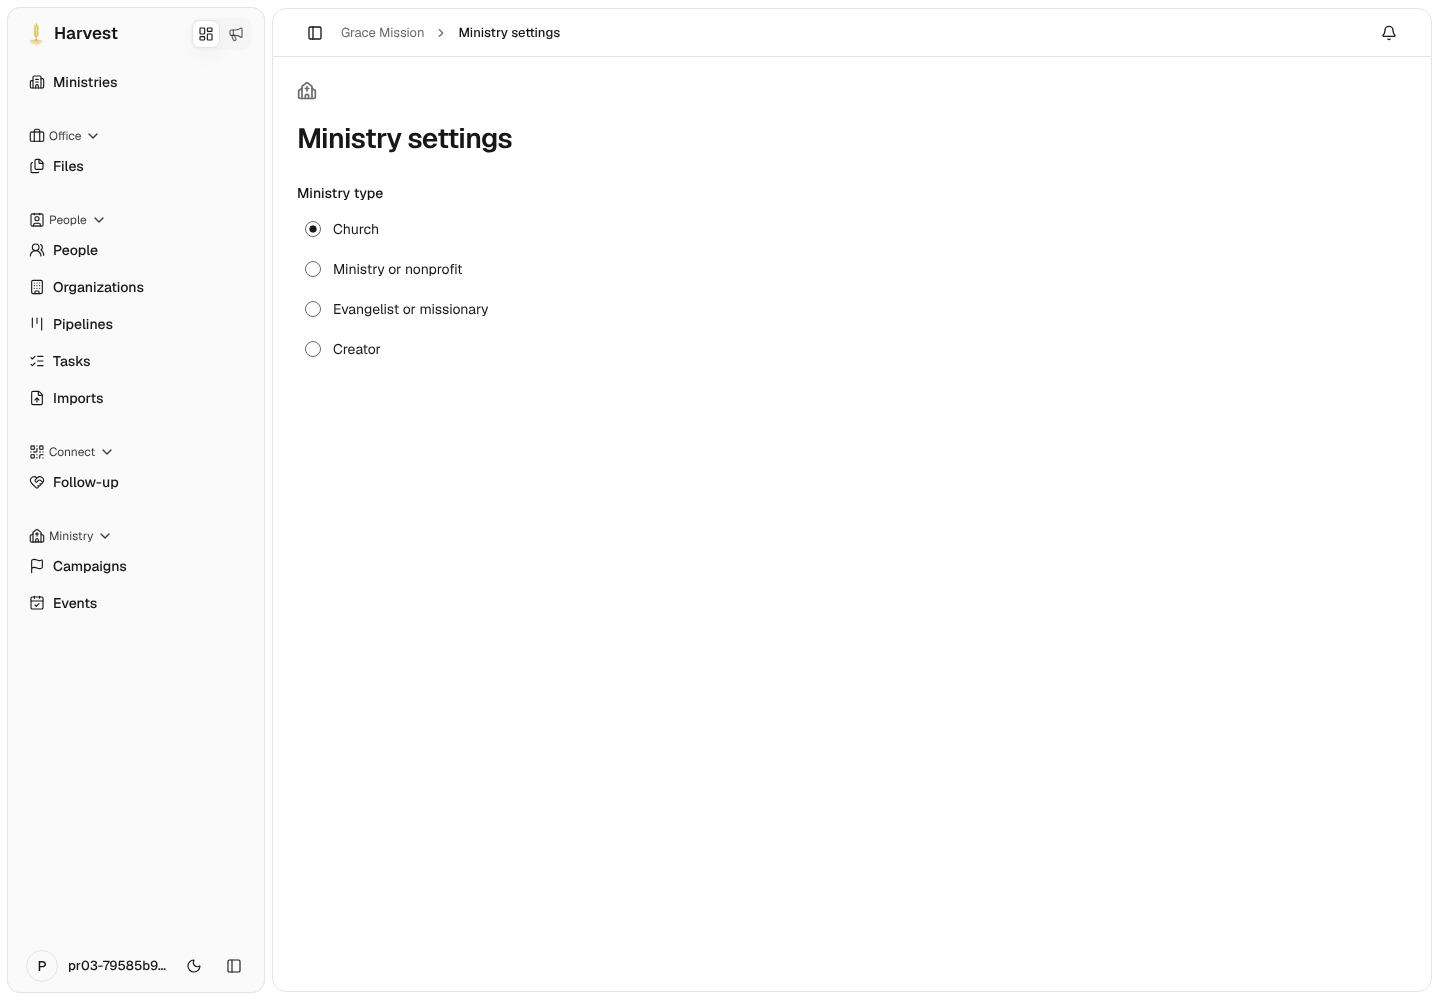 Harvest
Ministries
Office
Files
People
People
Organizations
Pipelines
Tasks
Imports
Connect
Follow-up
Ministry
Campaigns
Events
P
pr03-79585b9...
Grace Mission
Ministry settings
Ministry settings
Ministry type
Church
Ministry or nonprofit
Evangelist or missionary
Creator